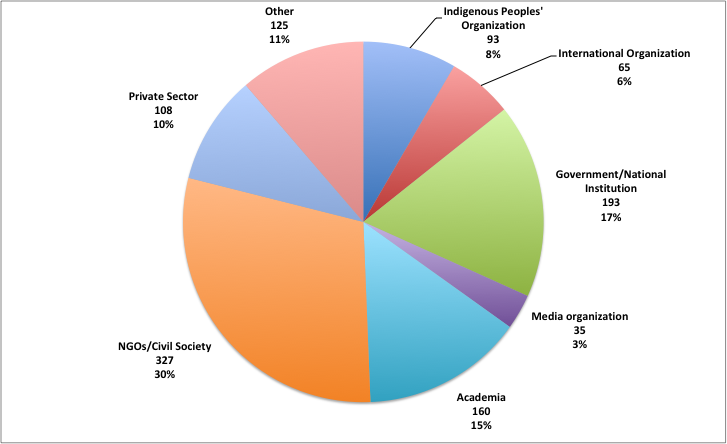 Other
125
11%
Indigenous Peoples'
Organization
93
8%
International Organization
65
6%
Private Sector
108
10%
Government/National
Institution
193
17%
Media organization
35
3%
NGOs/Civil Society
327
30%
Academia
160
15%